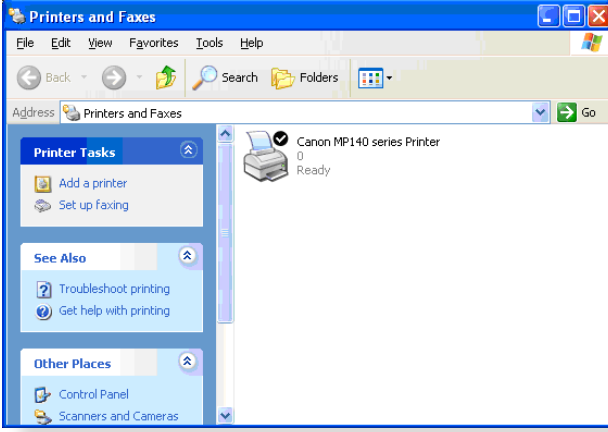 Printers and Faxes
File Edit View Favorites Tools Help
Back Search Folders
Address Printers and Faxes Go
Printer Tasks
Add a printer
Set up faxing
See Also
Troubleshoot printing
Get help with printing
Other Places
Control Panel
Scanners and Cameras
Canon MP140 series Printer
0
Ready